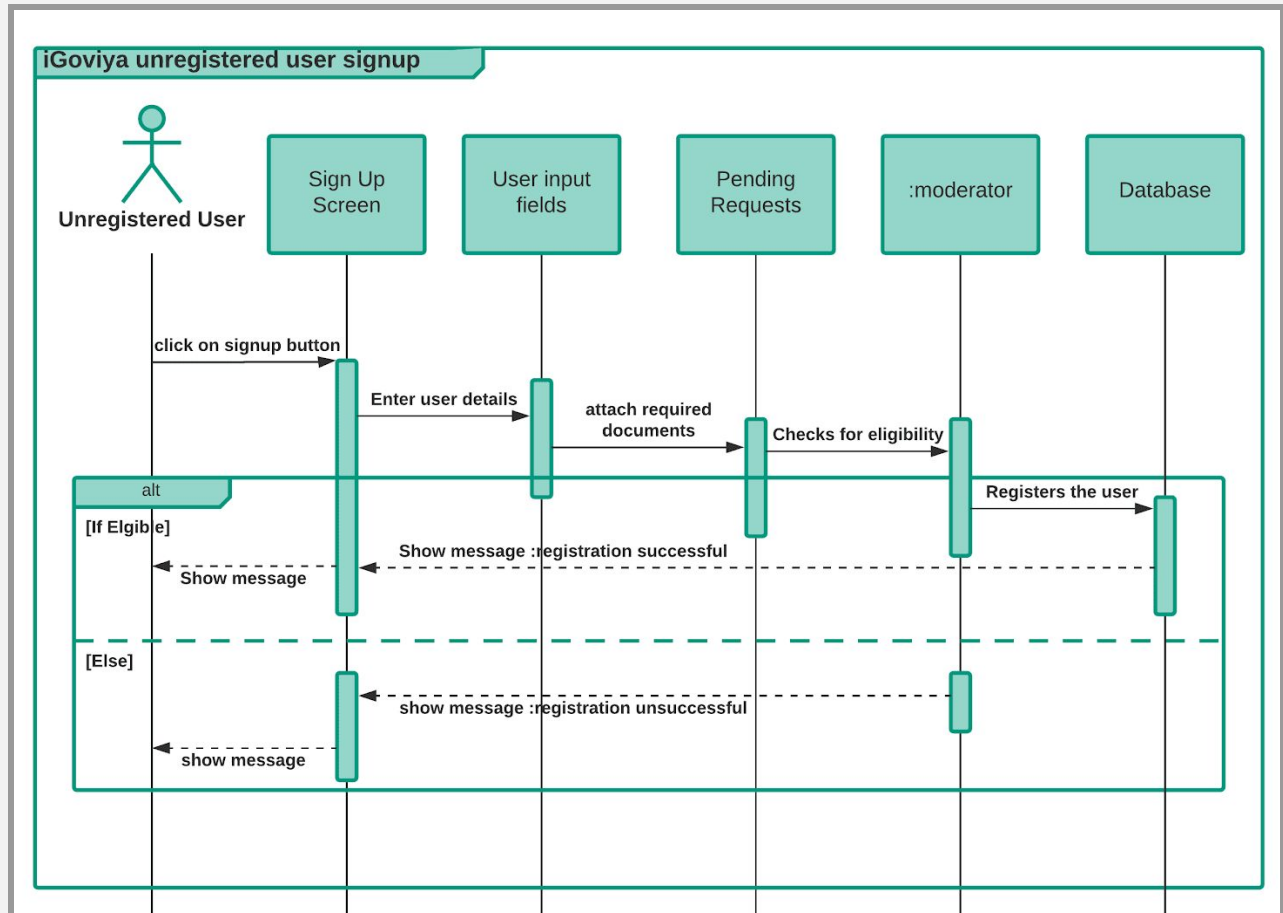 iGoviya unregistered user signup
Unregistered User
Sign Up
Screen
User input
fields
Pending
Requests
:moderator
Database
click on signup button
Enter user details
attach required
documents
Checks for eligibility
alt
Registers the user
[If Elgible]
Show message :registration successful
Show message
[Else]
show message :registration unsuccessful
show message